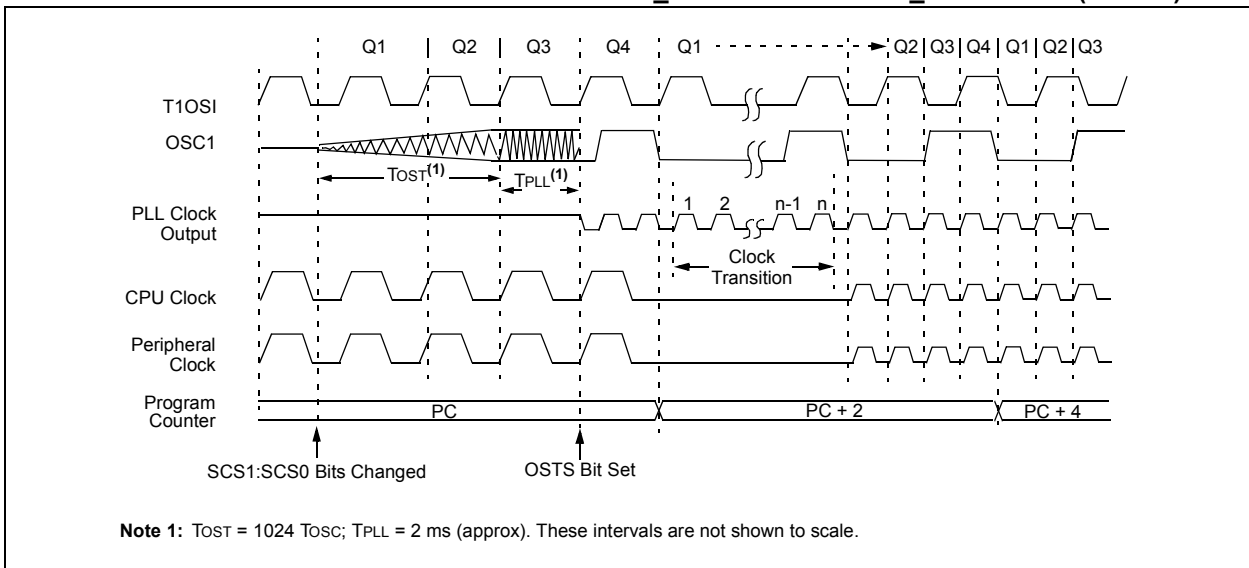 Q1 Q2 Q3 Q4 Q1 Q2 Q3 Q4 Q1 Q2 Q3
T1OSI
OSC1
TOST(1)
TPLL(1)
PLL Clock
Output
1 2 n-1 n
Clock
Transition
CPU Clock
Peripheral
Clock
Program
Counter
PC PC + 2 PC + 4
SCS1:SCS0 Bits Changed
OSTS Bit Set
Note 1: TOST = 1024 TOSC; TPLL = 2 ms (approx). These intervals are not shown to scale.